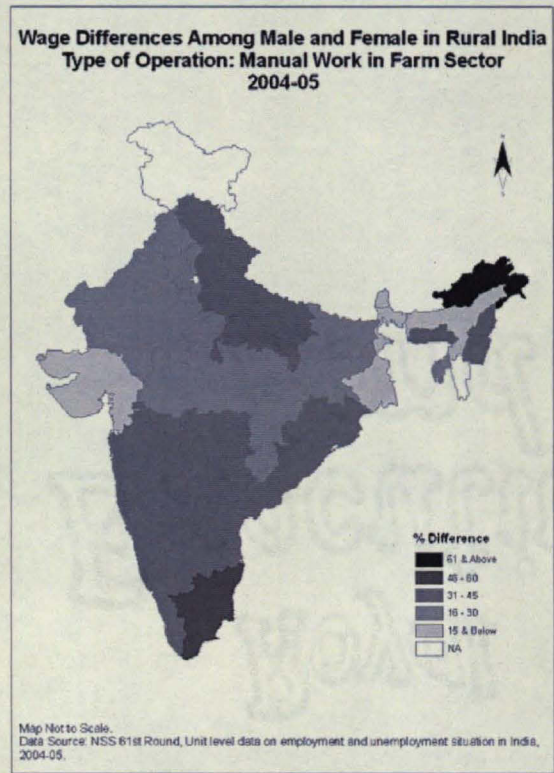 Wage Differences Among Male and Female in Rural India
Type of Operation: Manual Work in Farm Sector
2004-05
N
% Difference
61 & Above
46 - 60
31 - 45
16 - 30
15 & Below
NA
Map Not to Scale.
Data Source: NSS 61st Round, Unit level data on employment and unemployment situation in India,
2004-05.